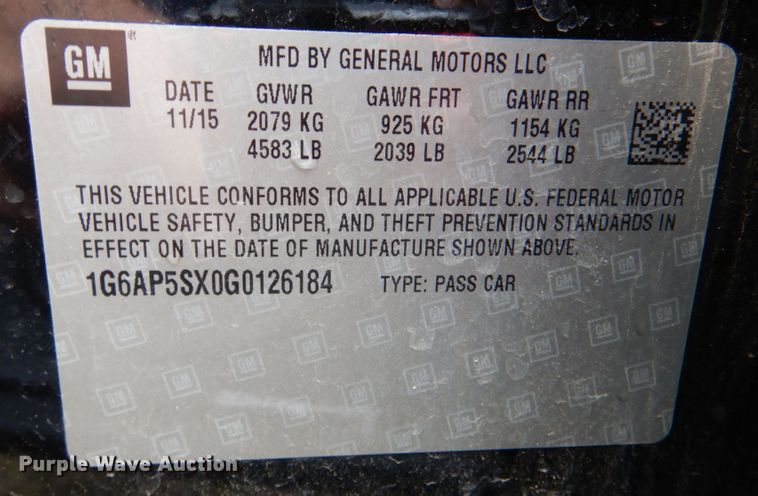 GM
MFD BY GENERAL MOTORS LLC
DATE GVWR GAWR FRT GAWR RR
11/15 2079 KG 925 KG 1154 KG
4583 LB 2039 LB 2544 LB
THIS VEHICLE CONFORMS TO ALL APPLICABLE U.S. FEDERAL MOTOR
VEHICLE SAFETY, BUMPER, AND THEFT PREVENTION STANDARDS IN
EFFECT ON THE DATE OF MANUFACTURE SHOWN ABOVE.
1G6AP5SX0G0126184 TYPE: PASS CAR
Purple Wave Auction